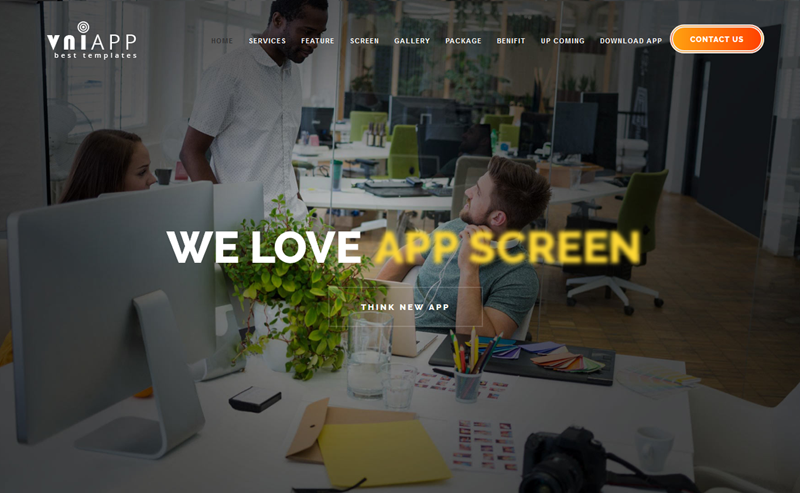 vniAPP
best templates
HOME SERVICES FEATURE SCREEN GALLERY PACKAGE BENIFIT UP COMING DOWNLOAD APP CONTACT US
WE LOVE APP SCREEN
THINK NEW APP